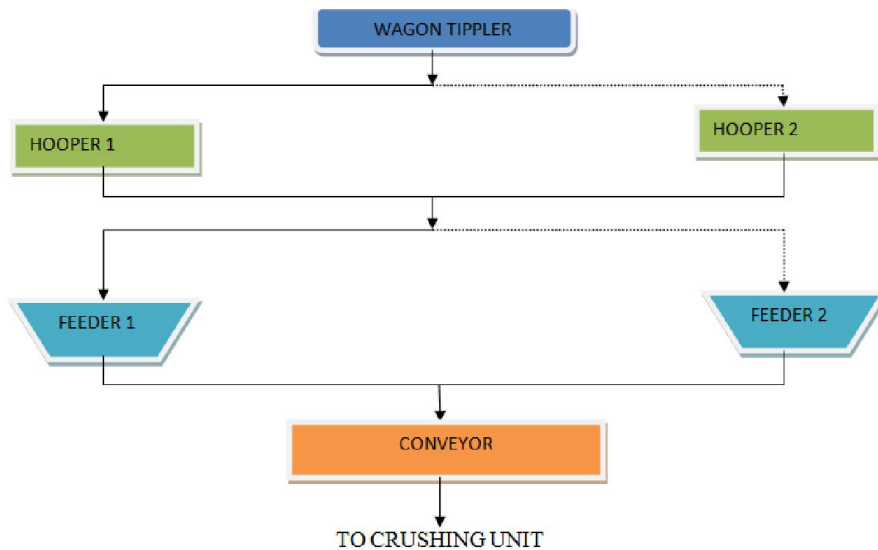 WAGON TIPPLER
HOOPER 1
HOOPER 2
FEEDER 1
FEEDER 2
CONVEYOR
TO CRUSHING UNIT